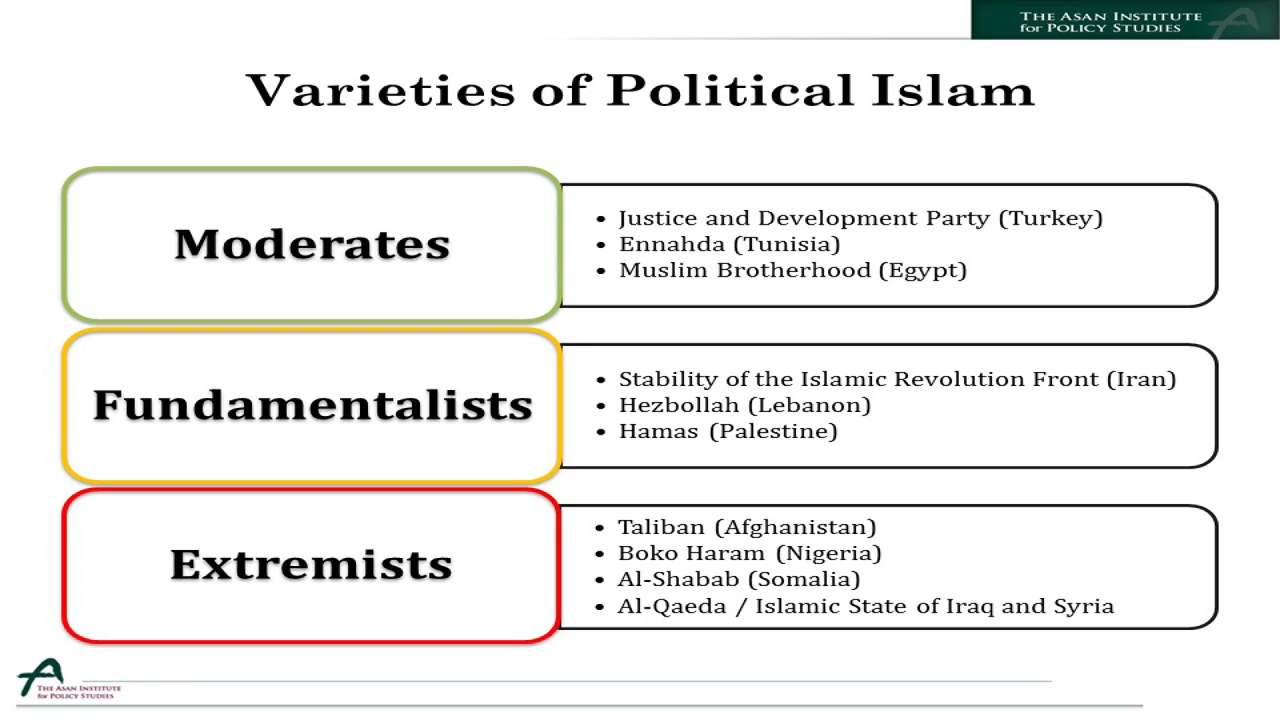 THE ASAN INSTITUTE
for POLICY STUDIES
Varieties of Political Islam
Moderates
• Justice and Development Party (Turkey)
• Ennahda (Tunisia)
• Muslim Brotherhood (Egypt)
Fundamentalists
• Stability of the Islamic Revolution Front (Iran)
• Hezbollah (Lebanon)
• Hamas (Palestine)
Extremists
• Taliban (Afghanistan)
• Boko Haram (Nigeria)
• Al-Shabab (Somalia)
• Al-Qaeda / Islamic State of Iraq and Syria
THE ASAN INSTITUTE
for POLICY STUDIES